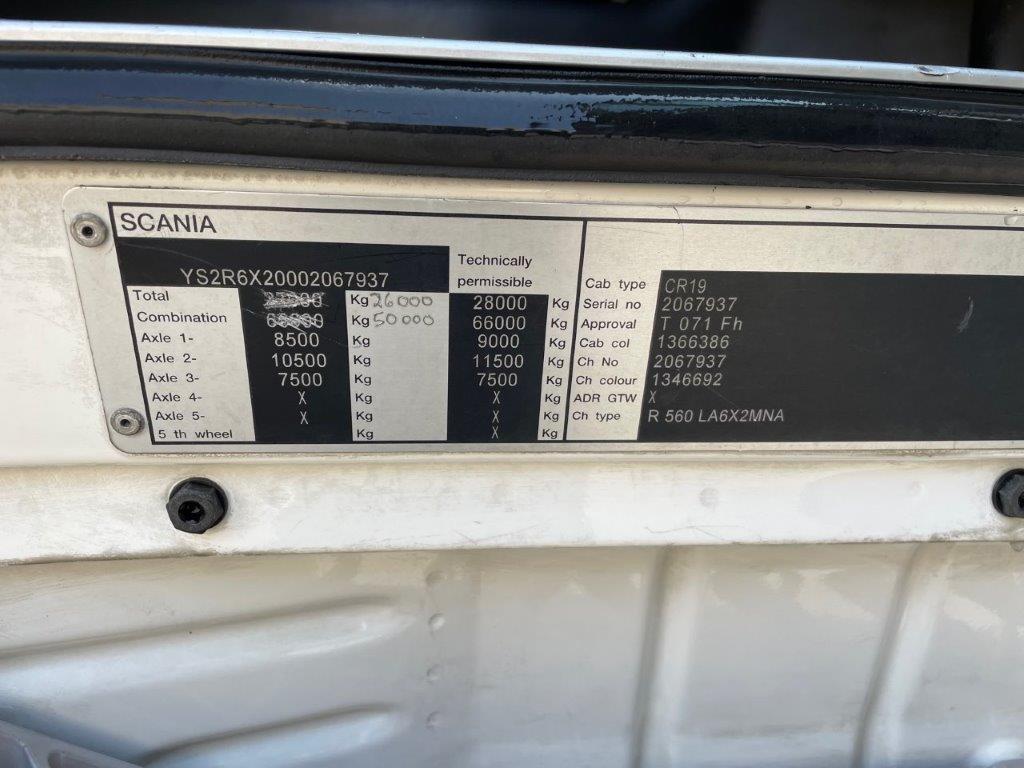 SCANIA
YS2R6X20002067937
Technically
permissible
Total Kg 26000 28000 Kg
Combination Kg 50000 66000 Kg
Axle 1- 8500 Kg 9000 Kg
Axle 2- 10500 Kg 11500 Kg
Axle 3- 7500 Kg 7500 Kg
Axle 4- X Kg X Kg
Axle 5- X Kg X Kg
5 th wheel Kg X Kg
Cab type CR19
Serial no 2067937
Approval T 071 Fh
Cab col 1366386
Ch No 2067937
Ch colour 1346692
ADR GTW X
Ch type R 560 LA6X2MNA